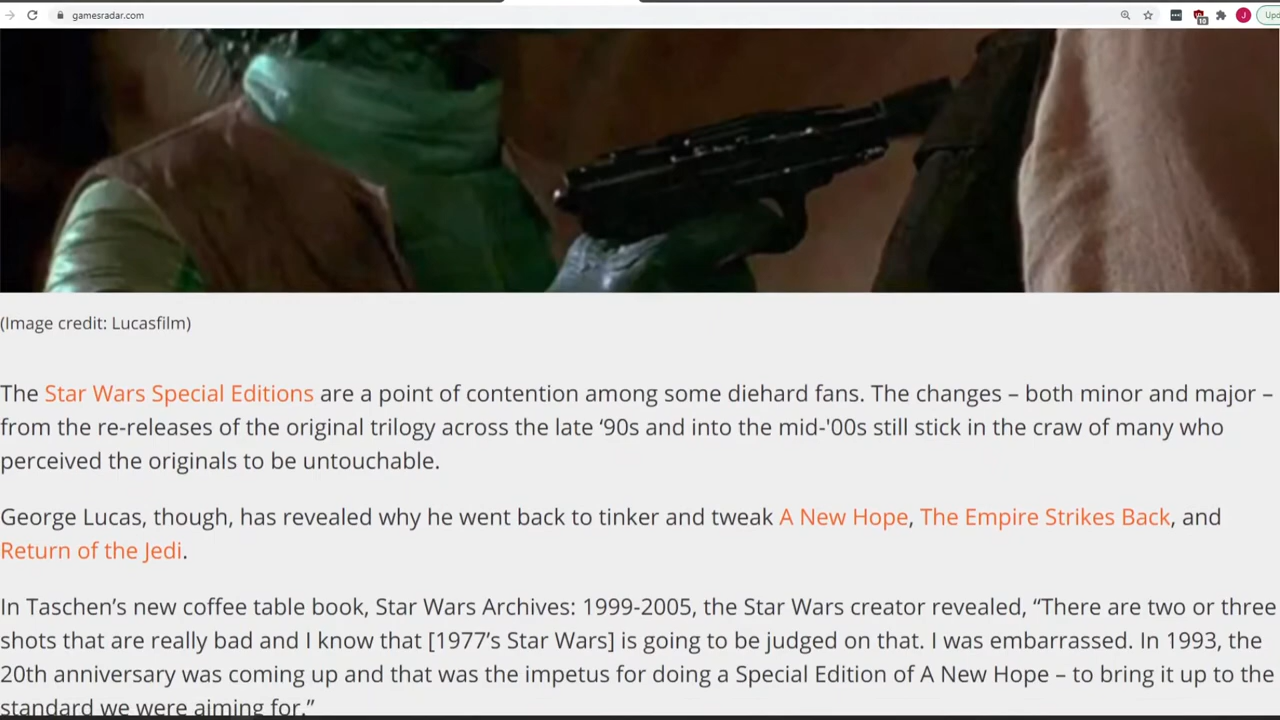 gamesradar.com
10
J
Upd
(Image credit: Lucasfilm)
The Star Wars Special Editions are a point of contention among some diehard fans. The changes – both minor and major –
from the re-releases of the original trilogy across the late ‘90s and into the mid-'00s still stick in the craw of many who
perceived the originals to be untouchable.
George Lucas, though, has revealed why he went back to tinker and tweak A New Hope, The Empire Strikes Back, and
Return of the Jedi.
In Taschen’s new coffee table book, Star Wars Archives: 1999-2005, the Star Wars creator revealed, “There are two or three
shots that are really bad and I know that [1977’s Star Wars] is going to be judged on that. I was embarrassed. In 1993, the
20th anniversary was coming up and that was the impetus for doing a Special Edition of A New Hope – to bring it up to the
standard we were aiming for.”